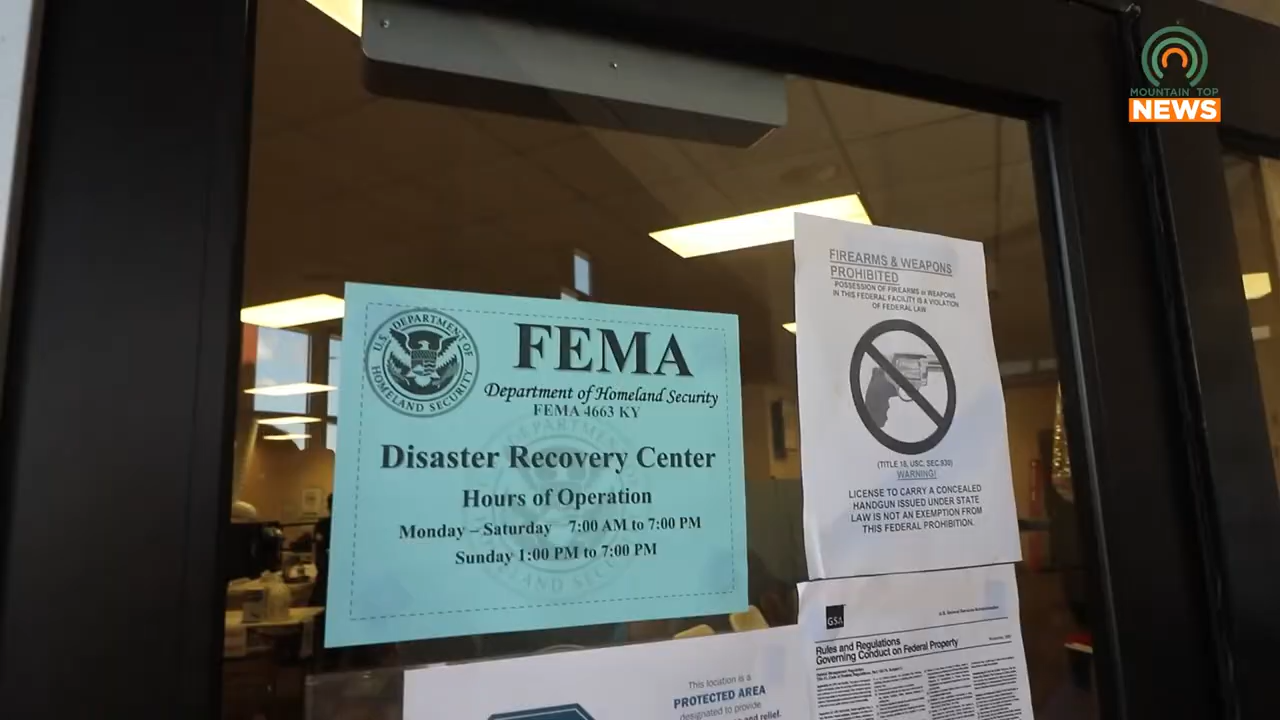 MOUNTAIN TOP
NEWS
U.S. DEPARTMENT OF
HOMELAND SECURITY
FEMA
Department of Homeland Security
FEMA 4663 KY
Disaster Recovery Center
Hours of Operation
Monday – Saturday 7:00 AM to 7:00 PM
Sunday 1:00 PM to 7:00 PM
FIREARMS & WEAPONS
PROHIBITED
POSSESSION OF FIREARMS or WEAPONS
IN THIS FEDERAL FACILITY IS A VIOLATION
OF FEDERAL LAW
(TITLE 18, USC, SEC.930)
WARNING!
LICENSE TO CARRY A CONCEALED
HANDGUN ISSUED UNDER STATE
LAW IS NOT AN EXEMPTION FROM
THIS FEDERAL PROHIBITION.
GSA
Rules and Regulations
Governing Conduct on Federal Property
This location is a
PROTECTED AREA
designated to provide
and relief.